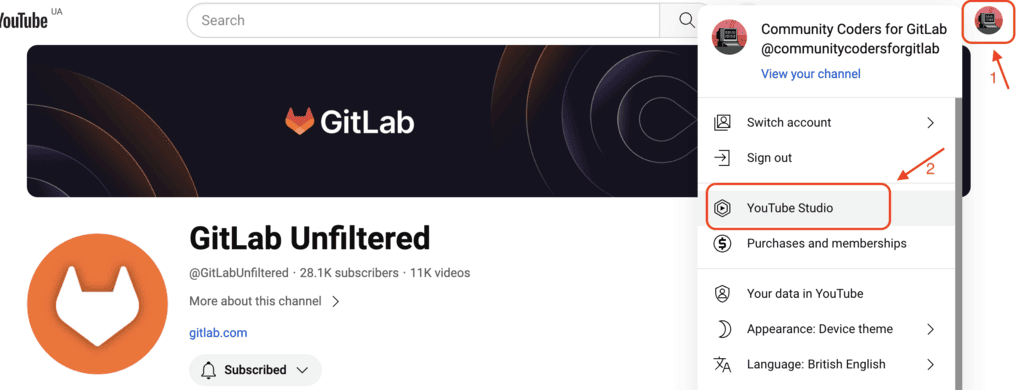 YouTube UA
Search
Community Coders for GitLab
@communitycodersforgitlab
View your channel
1
GitLab
Switch account
Sign out
2
YouTube Studio
Purchases and memberships
GitLab Unfiltered
@GitLabUnfiltered · 28.1K subscribers · 11K videos
More about this channel
gitlab.com
Subscribed
Your data in YouTube
Appearance: Device theme
Language: British English